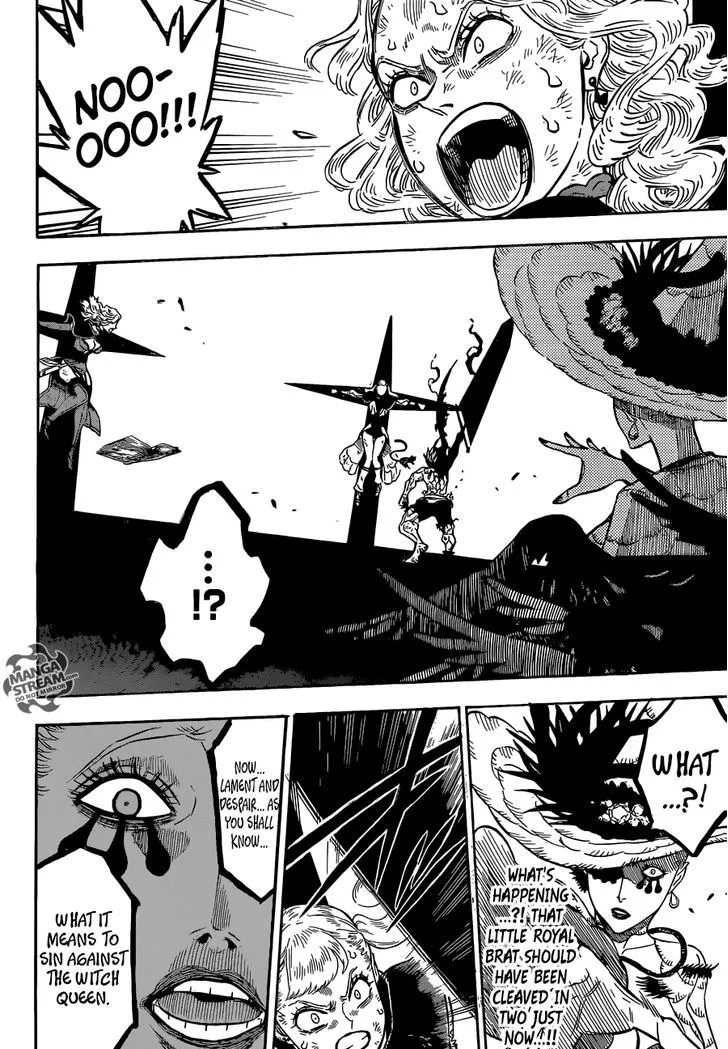 NOO-
OOO!!!
...
!?
MANGA
STREAM.com
DO NOT MIRROR
WHAT
...?!
WHAT'S
HAPPENING
...?! THAT
LITTLE ROYAL
BRAT SHOULD
HAVE BEEN
CLEAVED IN
TWO JUST
NOW...!!
NOW...
LAMENT AND
DESPAIR... AS
YOU SHALL
KNOW...
WHAT IT
MEANS TO
SIN AGAINST
THE WITCH
QUEEN.